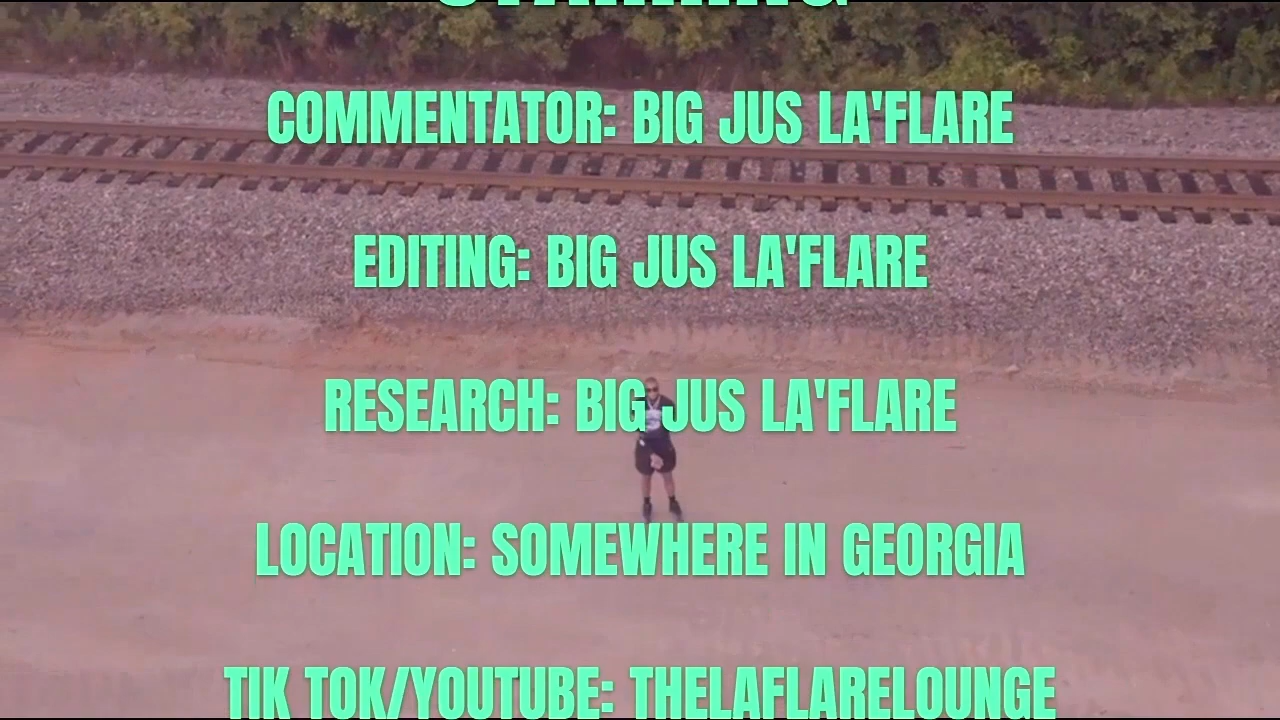 STARRING
COMMENTATOR: BIG JUS LA'FLARE
EDITING: BIG JUS LA'FLARE
RESEARCH: BIG JUS LA'FLARE
LOCATION: SOMEWHERE IN GEORGIA
TIK TOK/YOUTUBE: THELAFLARELOUNGE